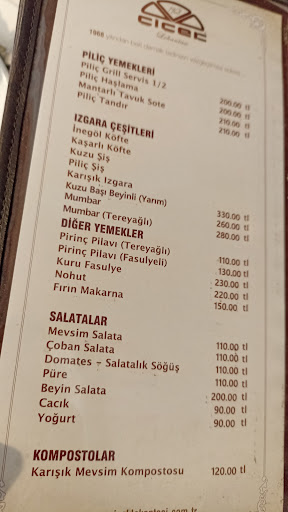 ÇİÇEK
Lokantası
1968
PİLİÇ YEMEKLERİ
Piliç Grill Servis 1/2 200.00 tl
Piliç Haşlama 200.00 tl
Mantarlı Tavuk Sote 210.00 tl
Piliç Tandır 210.00 tl
IZGARA ÇEŞİTLERİ
İnegöl Köfte
Kaşarlı Köfte
Kuzu Şiş
Piliç Şiş
Karışık Izgara
Kuzu Başı Beyinli (Yarım) 330.00 tl
Mumbar 260.00 tl
Mumbar (Tereyağlı) 280.00 tl
DİĞER YEMEKLER
Pirinç Pilavı (Tereyağlı) 110.00 tl
Pirinç Pilavı (Fasulyeli) 130.00 tl
Kuru Fasulye 230.00 tl
Nohut 220.00 tl
Fırın Makarna 150.00 tl
SALATALAR
Mevsim Salata 110.00 tl
Çoban Salata 110.00 tl
Domates - Salatalık Söğüş 110.00 tl
Püre 110.00 tl
Beyin Salata 200.00 tl
Cacık 90.00 tl
Yoğurt 90.00 tl
KOMPOSTOLAR
Karışık Mevsim Kompostosu 120.00 tl